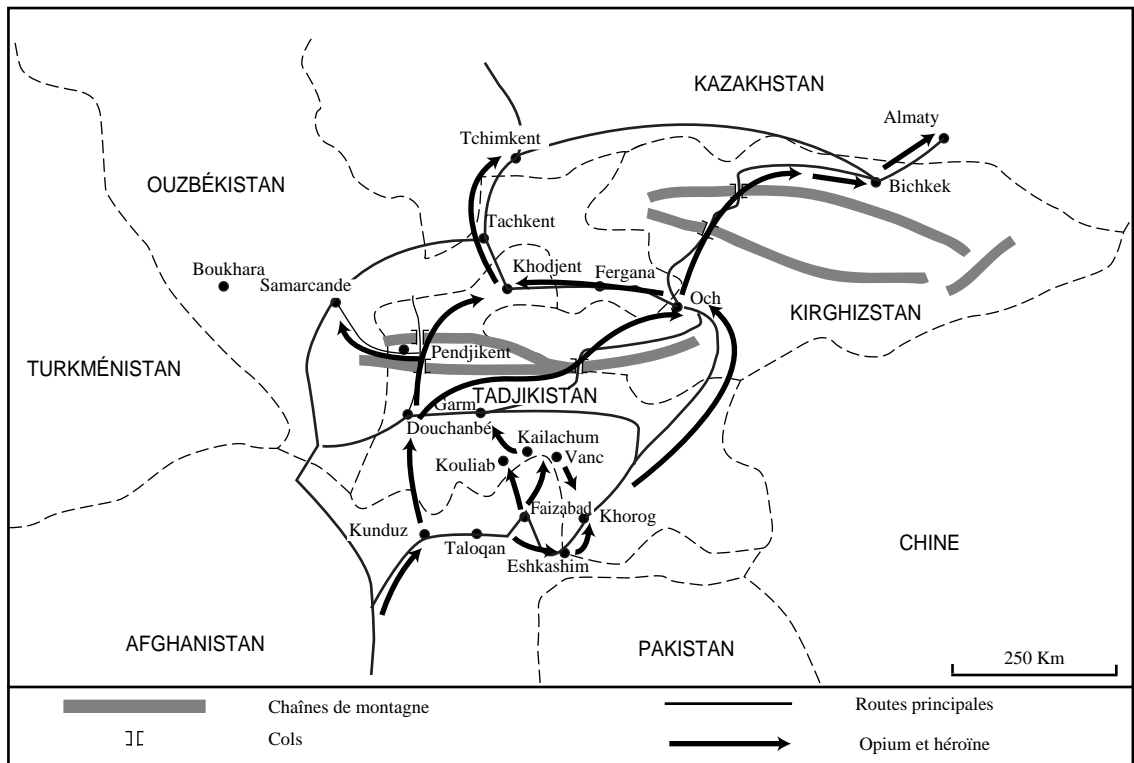 KAZAKHSTAN
Almaty
Tchimkent
OUZBÉKISTAN
Bichkek
Tachkent
Boukhara
Samarcande
Khodjent
Fergana
Och
KIRGHIZSTAN
Pendjikent
TURKMÉNISTAN
TADJIKISTAN
Garm
Douchanbé
Kailachum
Kouliab
Vanc
Faizabad
Khorog
Kunduz
Taloqan
Eshkashim
CHINE
AFGHANISTAN
PAKISTAN
250 Km
Chaînes de montagne
Routes principales
Cols
Opium et héroïne